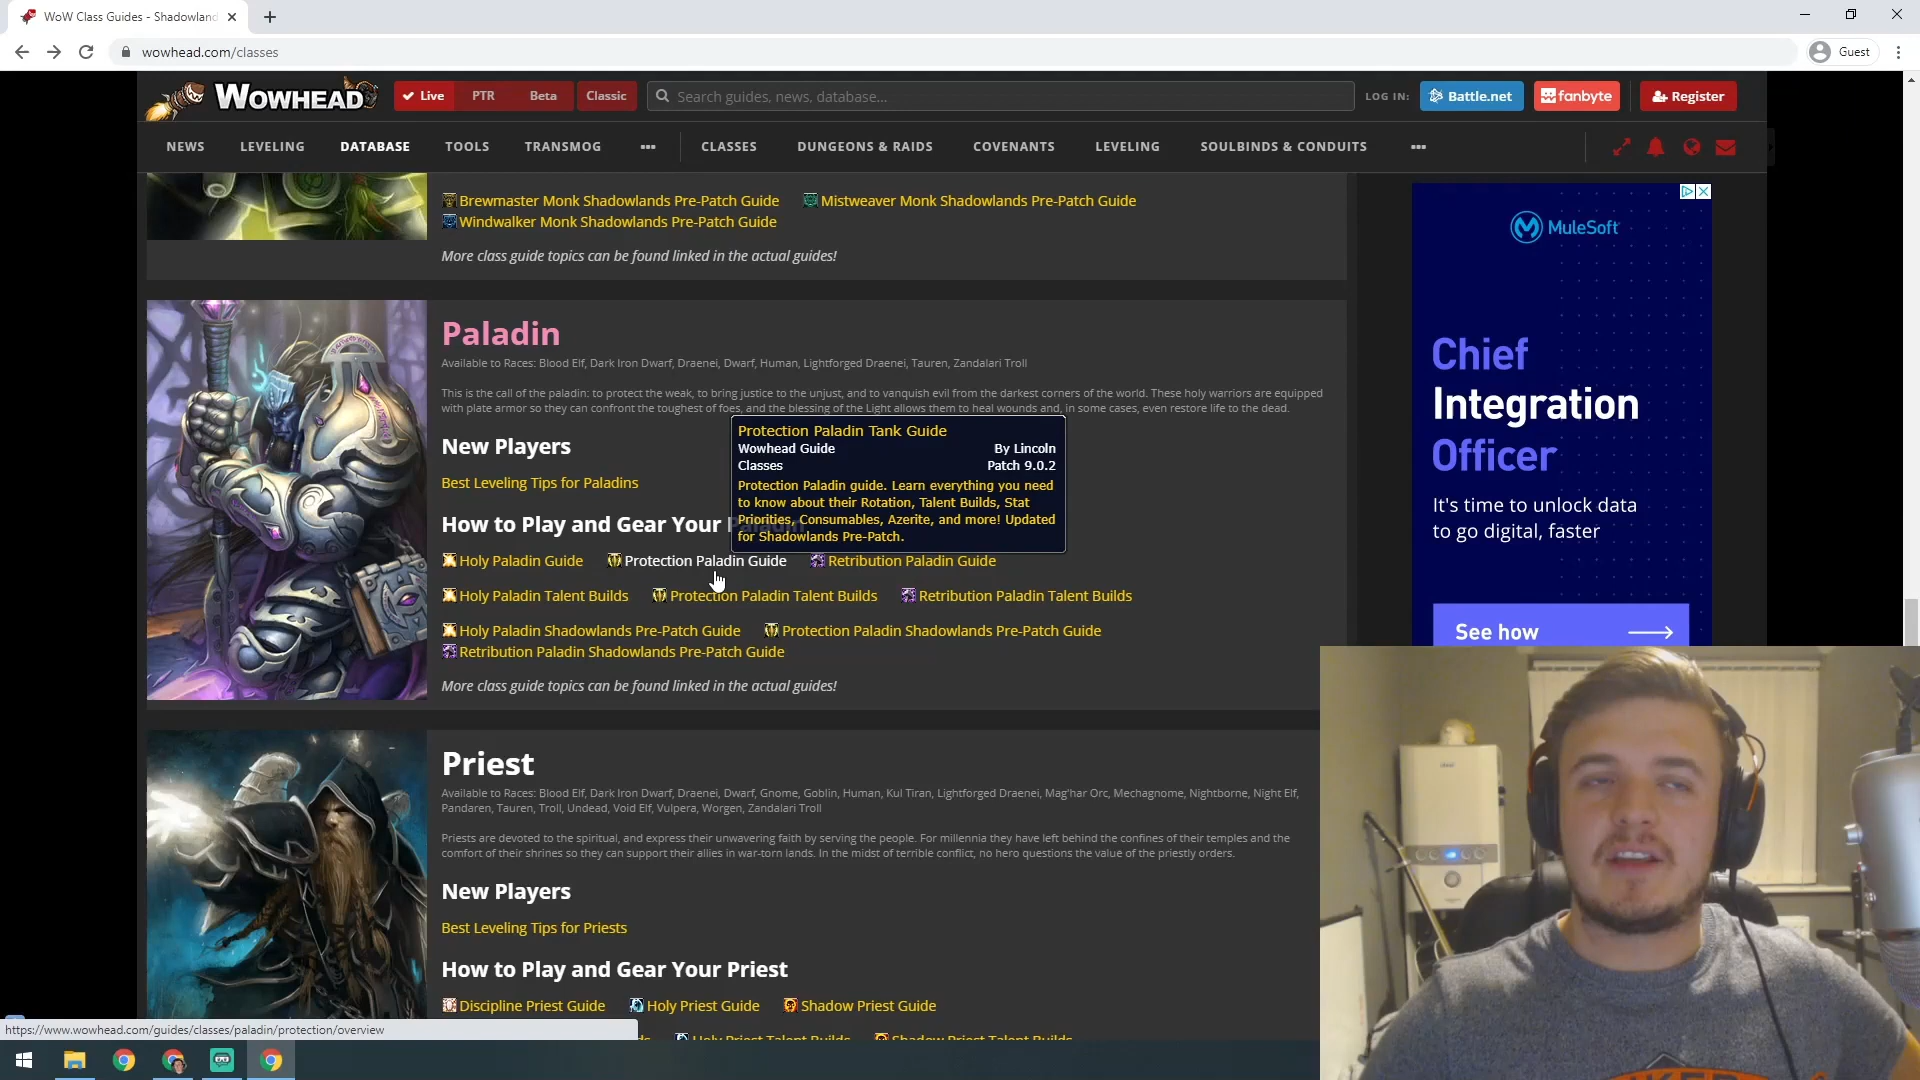 WoW Class Guides - Shadowland
wowhead.com/classes
Guest
WOWHEAD
Live
PTR
Beta
Classic
Search guides, news, database...
LOG IN:
Battle.net
fanbyte
Register
NEWS
LEVELING
DATABASE
TOOLS
TRANSMOG
CLASSES
DUNGEONS & RAIDS
COVENANTS
LEVELING
SOULBINDS & CONDUITS
Brewmaster Monk Shadowlands Pre-Patch Guide
Mistweaver Monk Shadowlands Pre-Patch Guide
Windwalker Monk Shadowlands Pre-Patch Guide
More class guide topics can be found linked in the actual guides!
Paladin
Available to Races: Blood Elf, Dark Iron Dwarf, Draenei, Dwarf, Human, Lightforged Draenei, Tauren, Zandalari Troll
This is the call of the paladin: to protect the weak, to bring justice to the unjust, and to vanquish evil from the darkest corners of the world. These holy warriors are equipped
with plate armor so they can confront the toughest of foes, and the blessing of the Light allows them to heal wounds and, in some cases, even restore life to the dead.
New Players
Best Leveling Tips for Paladins
How to Play and Gear Your Paladin
Protection Paladin Tank Guide
Wowhead Guide
By Lincoln
Classes
Patch 9.0.2
Protection Paladin guide. Learn everything you need
to know about their Rotation, Talent Builds, Stat
Priorities, Consumables, Azerite, and more! Updated
for Shadowlands Pre-Patch.
Holy Paladin Guide
Protection Paladin Guide
Retribution Paladin Guide
Holy Paladin Talent Builds
Protection Paladin Talent Builds
Retribution Paladin Talent Builds
Holy Paladin Shadowlands Pre-Patch Guide
Protection Paladin Shadowlands Pre-Patch Guide
Retribution Paladin Shadowlands Pre-Patch Guide
More class guide topics can be found linked in the actual guides!
Priest
Available to Races: Blood Elf, Dark Iron Dwarf, Draenei, Dwarf, Gnome, Goblin, Human, Kul Tiran, Lightforged Draenei, Mag'har Orc, Mechagnome, Nightborne, Night Elf,
Pandaren, Tauren, Troll, Undead, Void Elf, Vulpera, Worgen, Zandalari Troll
Priests are devoted to the spiritual, and express their unwavering faith by serving the people. For millennia they have left behind the confines of their temples and the
comfort of their shrines so they can support their allies in war-torn lands. In the midst of terrible conflict, no hero questions the value of the priestly orders.
New Players
Best Leveling Tips for Priests
How to Play and Gear Your Priest
Discipline Priest Guide
Holy Priest Guide
Shadow Priest Guide
Holy Priest Talent Builds
Shadow Priest Talent Builds
https://www.wowhead.com/guides/classes/paladin/protection/overview
MuleSoft
Chief
Integration
Officer
It's time to unlock data
to go digital, faster
See how